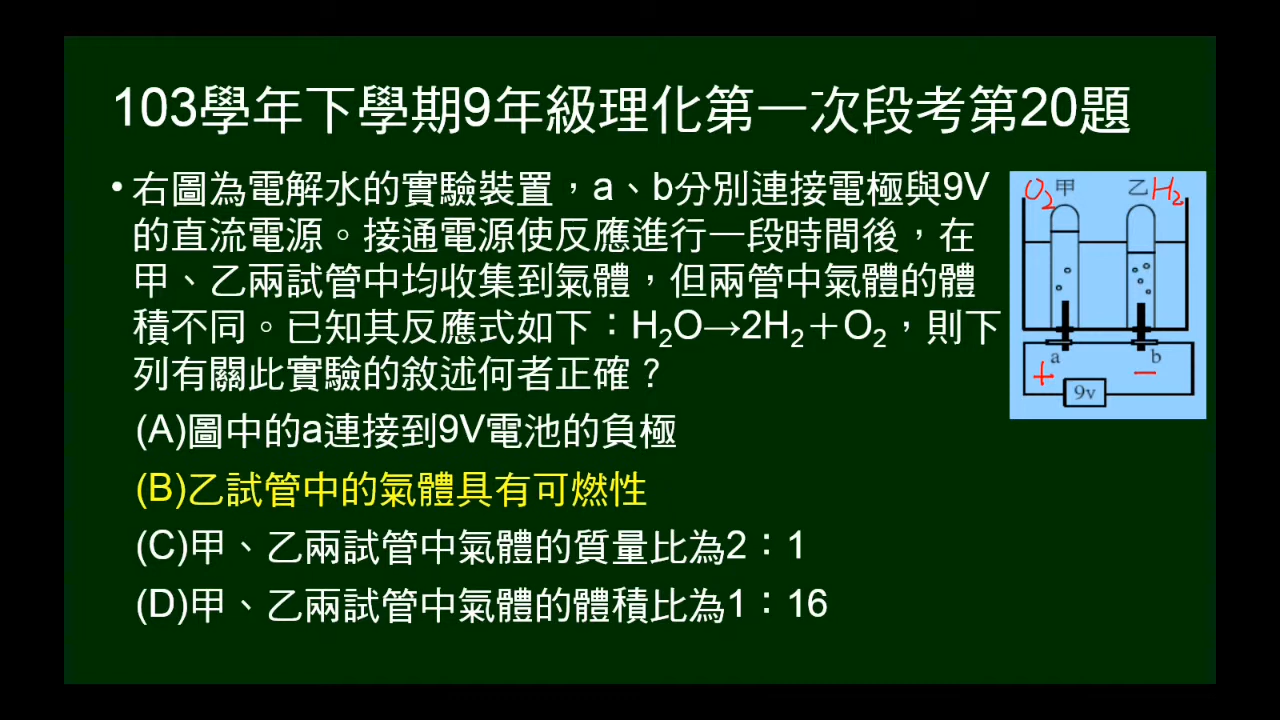 103學年下學期9年級理化第一次段考第20題
• 右圖為電解水的實驗裝置，a、b分別連接電極與9V
的直流電源。接通電源使反應進行一段時間後，在
甲、乙兩試管中均收集到氣體，但兩管中氣體的體
積不同。已知其反應式如下：H₂O→2H₂＋O₂，則下
列有關此實驗的敘述何者正確？
(A)圖中的a連接到9V電池的負極
(B)乙試管中的氣體具有可燃性
(C)甲、乙兩試管中氣體的質量比為2：1
(D)甲、乙兩試管中氣體的體積比為1：16
O₂ 甲 乙 H₂
a b
+ −
9v